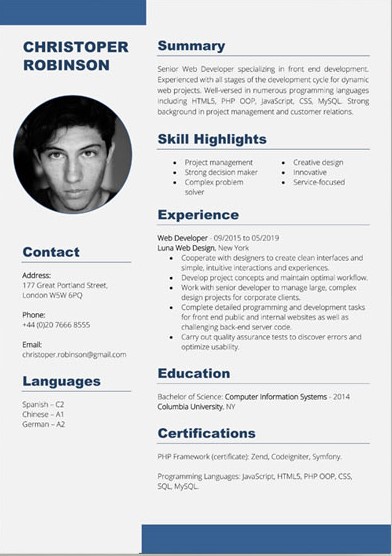 CHRISTOPER
ROBINSON
Contact
Address:
177 Great Portland Street,
London W5W 6PQ
Phone:
+44 (0)20 7666 8555
Email:
christoper.robinson@gmail.com
Languages
Spanish – C2
Chinese – A1
German – A2
Summary
Senior Web Developer specializing in front end development.
Experienced with all stages of the development cycle for dynamic
web projects. Well-versed in numerous programming languages
including HTML5, PHP OOP, JavaScript, CSS, MySQL. Strong
background in project management and customer relations.
Skill Highlights
• Project management
• Strong decision maker
• Complex problem
solver
• Creative design
• Innovative
• Service-focused
Experience
Web Developer - 09/2015 to 05/2019
Luna Web Design, New York
• Cooperate with designers to create clean interfaces and
simple, intuitive interactions and experiences.
• Develop project concepts and maintain optimal workflow.
• Work with senior developer to manage large, complex
design projects for corporate clients.
• Complete detailed programming and development tasks
for front end public and internal websites as well as
challenging back-end server code.
• Carry out quality assurance tests to discover errors and
optimize usability.
Education
Bachelor of Science: Computer Information Systems - 2014
Columbia University, NY
Certifications
PHP Framework (certificate): Zend, Codeigniter, Symfony.
Programming Languages: JavaScript, HTML5, PHP OOP, CSS,
SQL, MySQL.